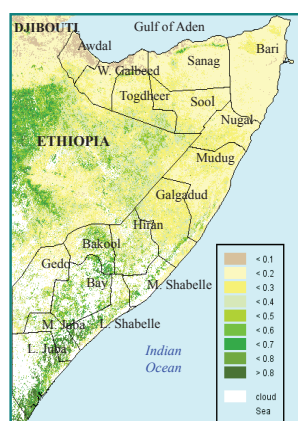 DJIBOUTI
Gulf of Aden
Awdal
Bari
Sanag
W. Galbeed
Togdheer
Sool
Nugal
ETHIOPIA
Mudug
Galgadud
Hiran
Bakool
Gedo
Bay
M. Shabelle
M. Juba
L. Shabelle
L. Juba
Indian
Ocean
< 0.1
< 0.2
< 0.3
< 0.4
< 0.5
< 0.6
< 0.7
< 0.8
> 0.8
cloud
Sea